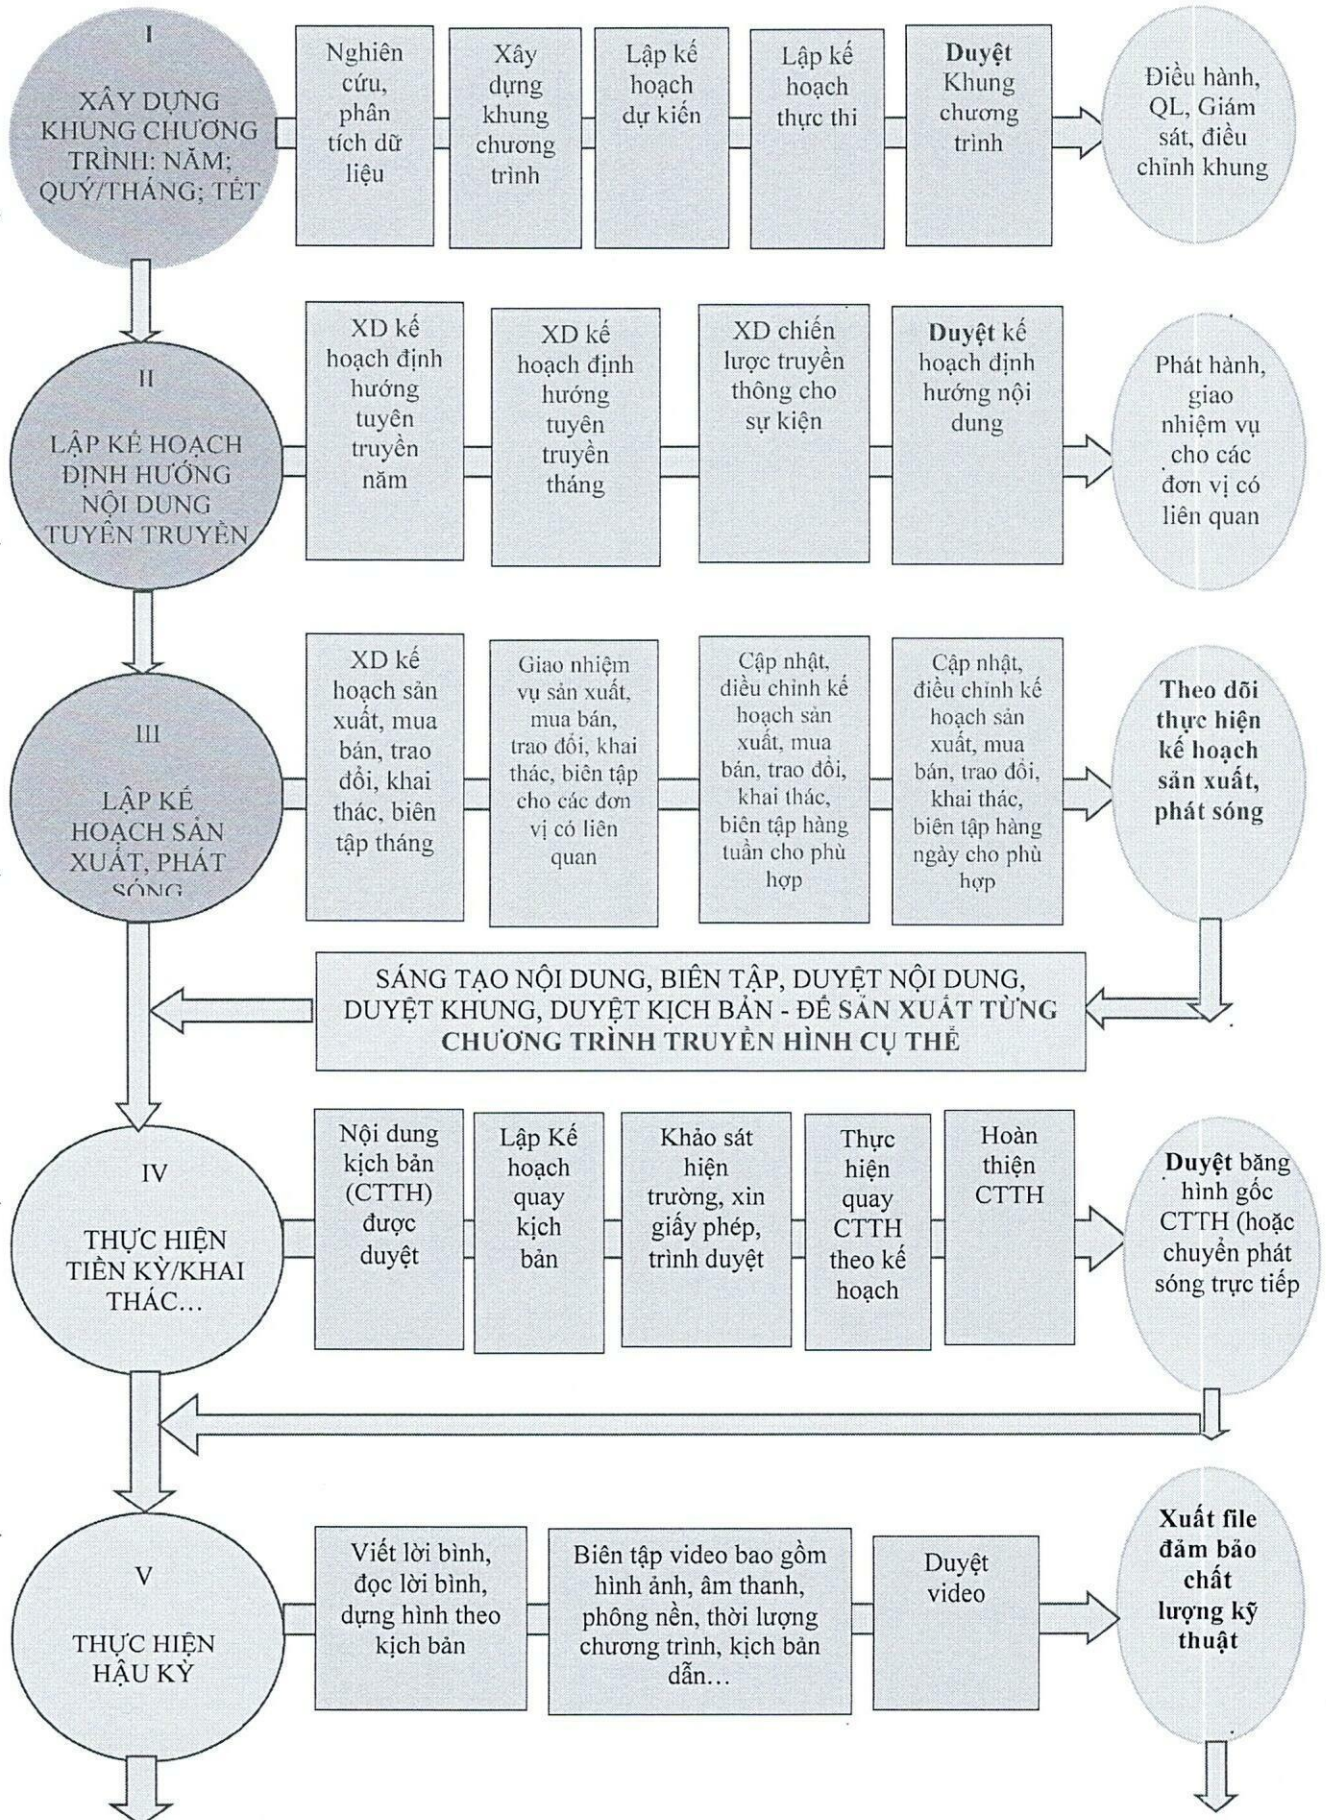 I
XÂY DỰNG
KHUNG CHƯƠNG
TRÌNH: NĂM;
QUÝ/THÁNG; TẾT
Nghiên
cứu,
phân
tích dữ
liệu
Xây
dựng
khung
chương
trình
Lập kế
hoạch
dự kiến
Lập kế
hoạch
thực thi
Duyệt
Khung
chương
trình
Điều hành,
QL, Giám
sát, điều
chỉnh khung
II
LẬP KẾ HOẠCH
ĐỊNH HƯỚNG
NỘI DUNG
TUYÊN TRUYỀN
XD kế
hoạch định
hướng
tuyên
truyền
năm
XD kế
hoạch định
hướng
tuyên
truyền
tháng
XD chiến
lược truyền
thông cho
sự kiện
Duyệt kế
hoạch định
hướng nội
dung
Phát hành,
giao
nhiệm vụ
cho các
đơn vị có
liên quan
III
LẬP KẾ
HOẠCH SẢN
XUẤT, PHÁT
SÓNG
XD kế
hoạch sản
xuất, mua
bán, trao
đổi, khai
thác, biên
tập tháng
Giao nhiệm
vụ sản xuất,
mua bán,
trao đổi, khai
thác, biên tập
cho các đơn
vị có liên
quan
Cập nhật,
điều chỉnh kế
hoạch sản
xuất, mua
bán, trao đổi,
khai thác,
biên tập hàng
tuần cho phù
hợp
Cập nhật,
điều chỉnh kế
hoạch sản
xuất, mua
bán, trao đổi,
khai thác,
biên tập hàng
ngày cho phù
hợp
Theo dõi
thực hiện
kế hoạch
sản xuất,
phát sóng
SÁNG TẠO NỘI DUNG, BIÊN TẬP, DUYỆT NỘI DUNG,
DUYỆT KHUNG, DUYỆT KỊCH BẢN - ĐỂ SẢN XUẤT TỪNG
CHƯƠNG TRÌNH TRUYỀN HÌNH CỤ THỂ
IV
THỰC HIỆN
TIỀN KỲ/KHAI
THÁC...
Nội dung
kịch bản
(CTTH)
được
duyệt
Lập Kế
hoạch
quay
kịch
bản
Khảo sát
hiện
trường, xin
giấy phép,
trình duyệt
Thực
hiện
quay
CTTH
theo kế
hoạch
Hoàn
thiện
CTTH
Duyệt băng
hình gốc
CTTH (hoặc
chuyển phát
sóng trực tiếp
V
THỰC HIỆN
HẬU KỲ
Viết lời bình,
đọc lời bình,
dựng hình theo
kịch bản
Biên tập video bao gồm
hình ảnh, âm thanh,
phông nền, thời lượng
chương trình, kịch bản
dẫn...
Duyệt
video
Xuất file
đảm bảo
chất
lượng kỹ
thuật